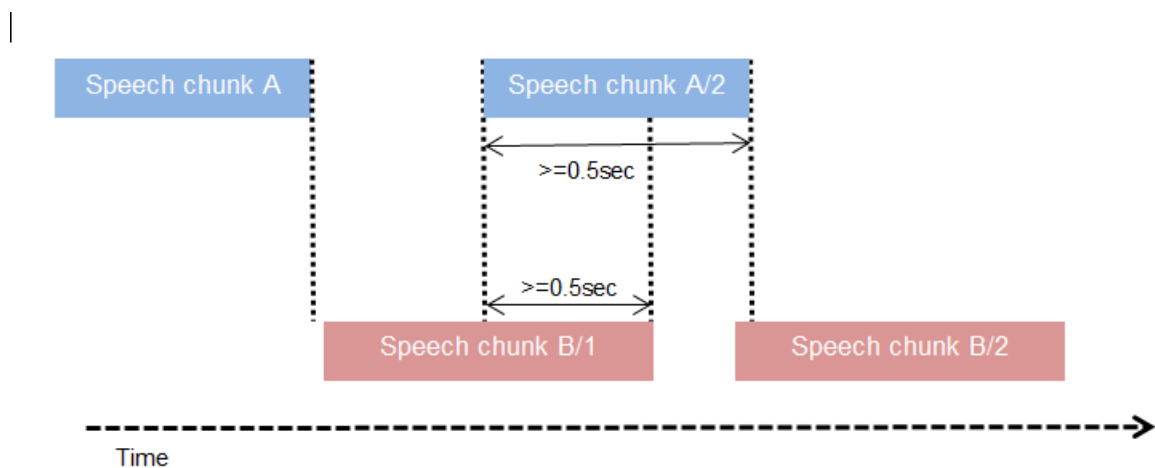 Speech chunk A
Speech chunk A/2
>=0.5sec
>=0.5sec
Speech chunk B/1
Speech chunk B/2
Time